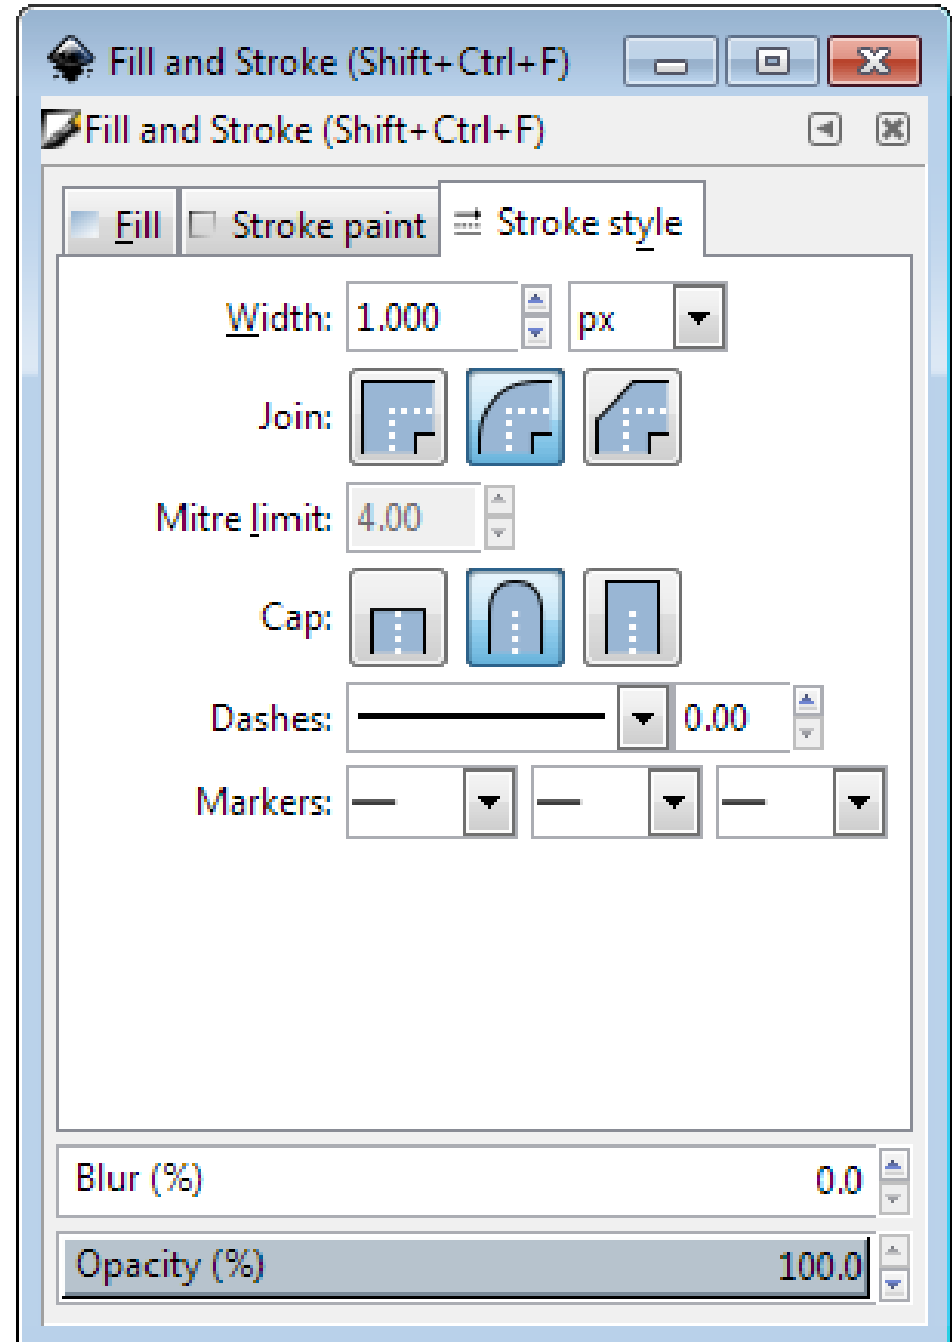 Fill and Stroke (Shift+Ctrl+F)
Fill and Stroke (Shift+Ctrl+F)
Fill Stroke paint Stroke style
Width: 1.000 px
Join:
Mitre limit: 4.00
Cap:
Dashes: 0.00
Markers:
Blur (%) 0.0
Opacity (%) 100.0